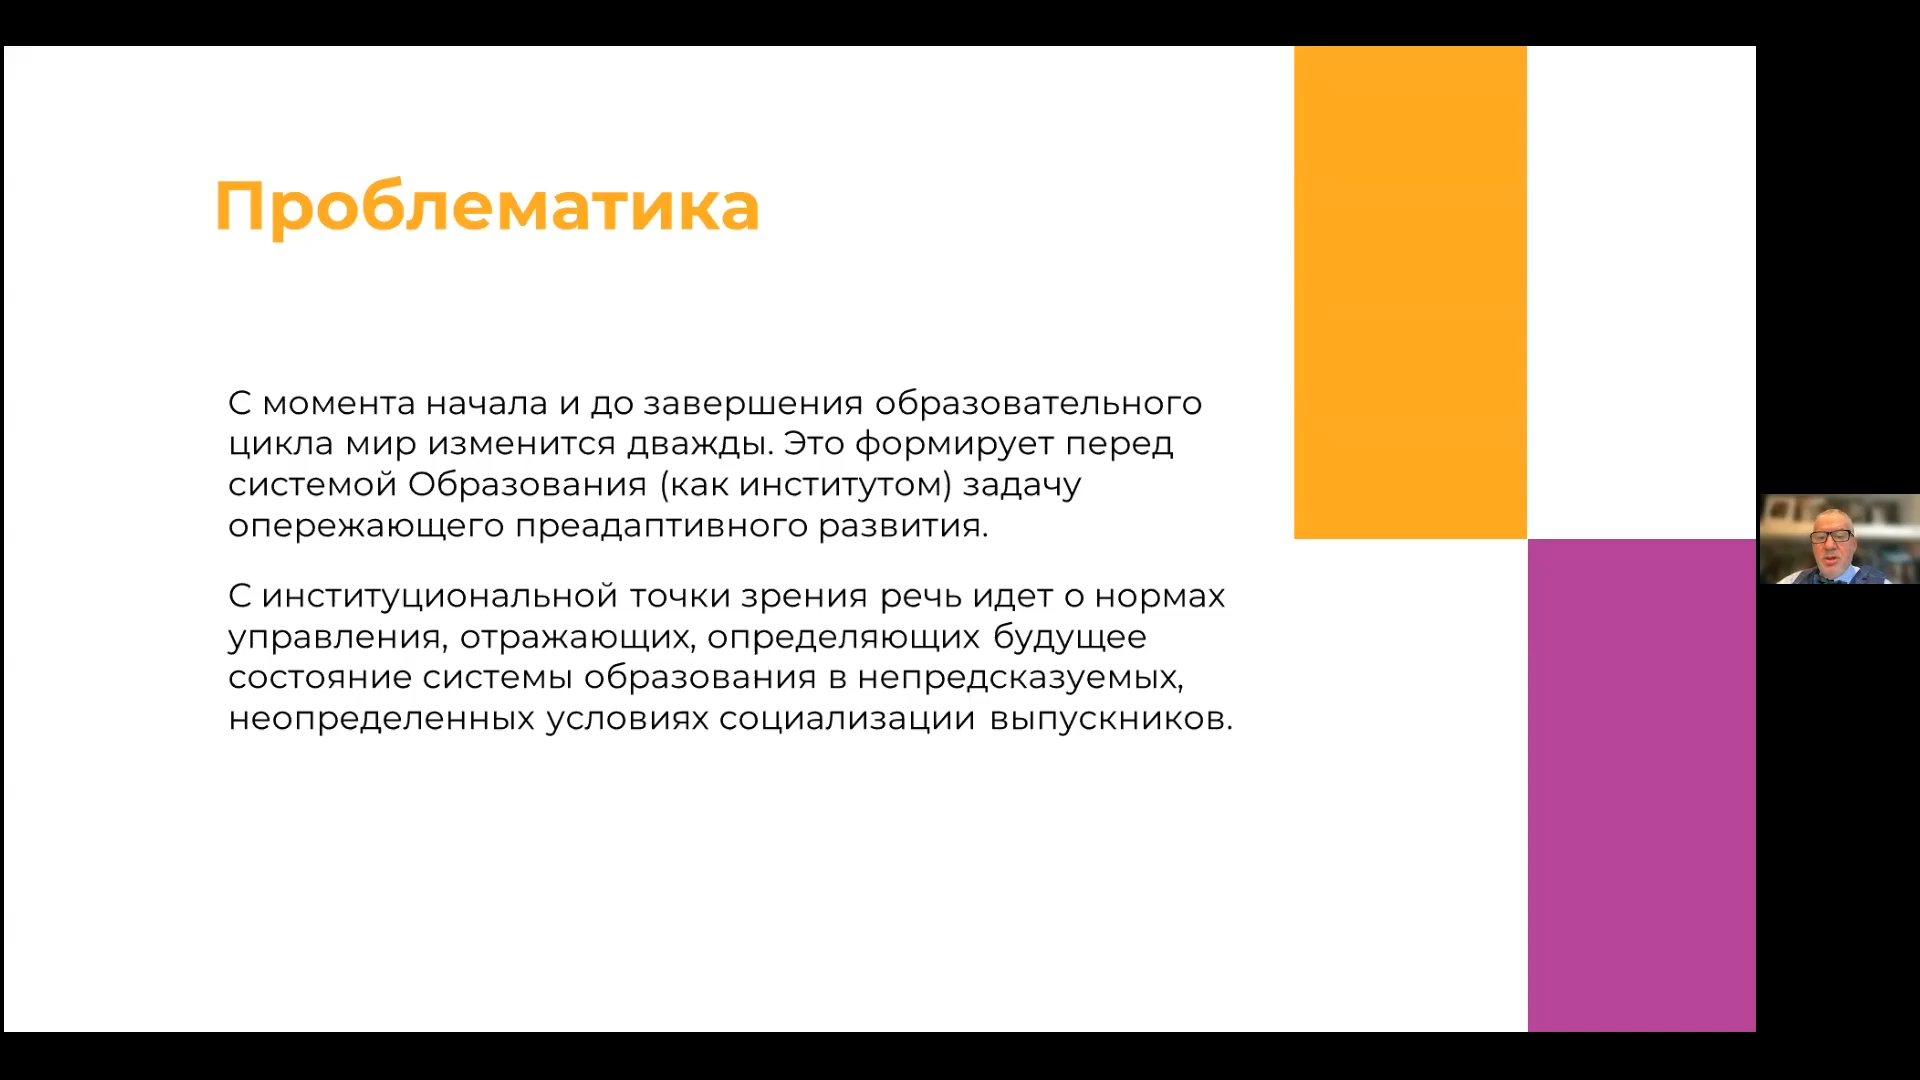 Проблематика
С момента начала и до завершения образовательного
цикла мир изменится дважды. Это формирует перед
системой Образования (как институтом) задачу
опережающего преадаптивного развития.
С институциональной точки зрения речь идет о нормах
управления, отражающих, определяющих будущее
состояние системы образования в непредсказуемых,
неопределенных условиях социализации выпускников.